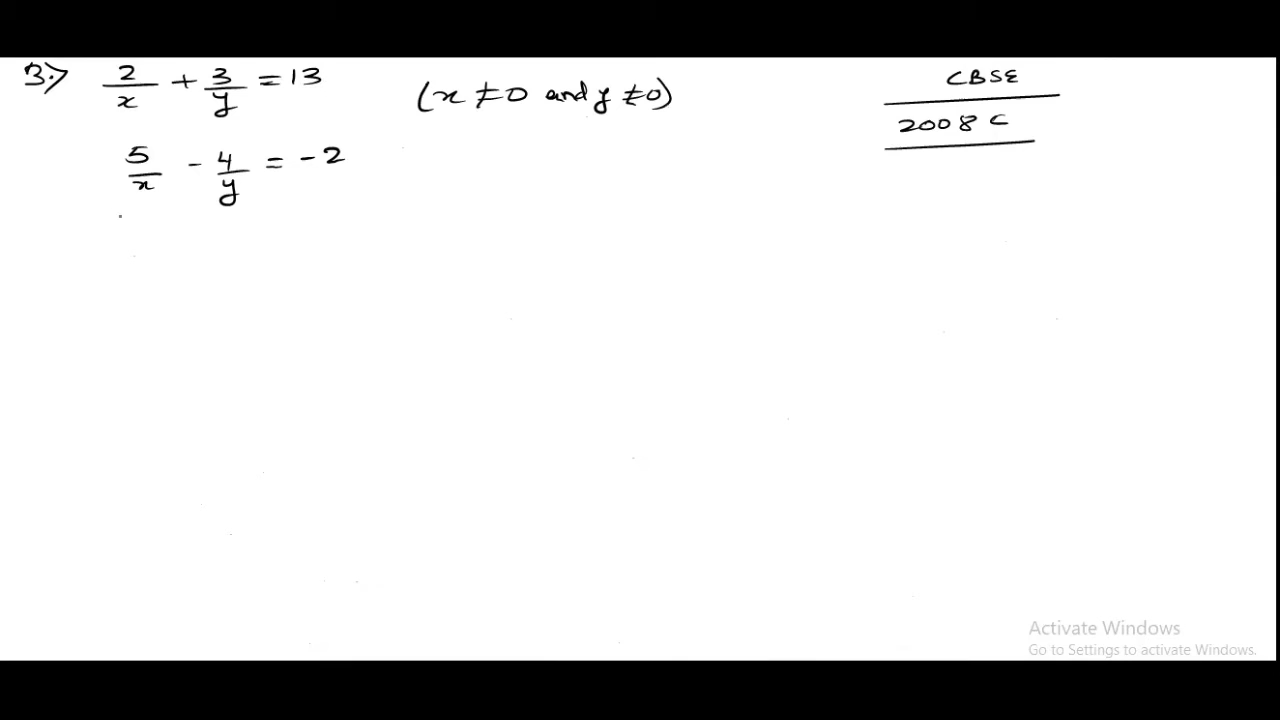 3.> 2/x + 3/y = 13 (x ≠ 0 and y ≠ 0)
5/x - 4/y = -2
CBSE
2008 C
Activate Windows
Go to Settings to activate Windows.